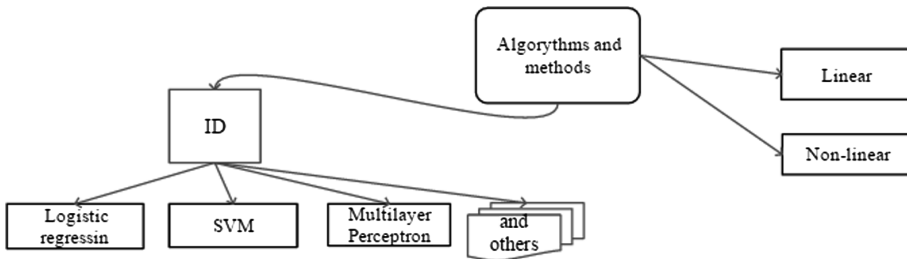 Algorythms and
methods
Linear
ID
Non-linear
Logistic
regressin
SVM
Multilayer
Perceptron
and
others